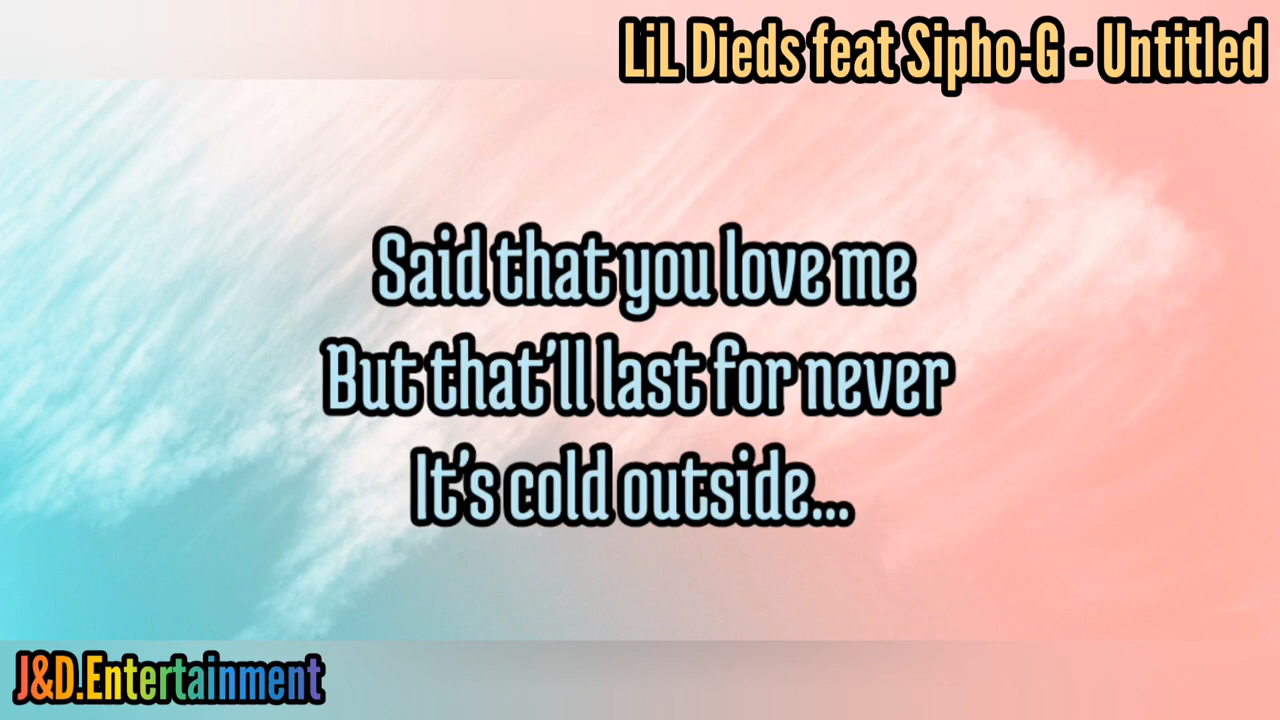 LiL Dieds feat Sipho-G - Untitled
Said that you love me
But that'll last for never
It's cold outside...
J&D.Entertainment